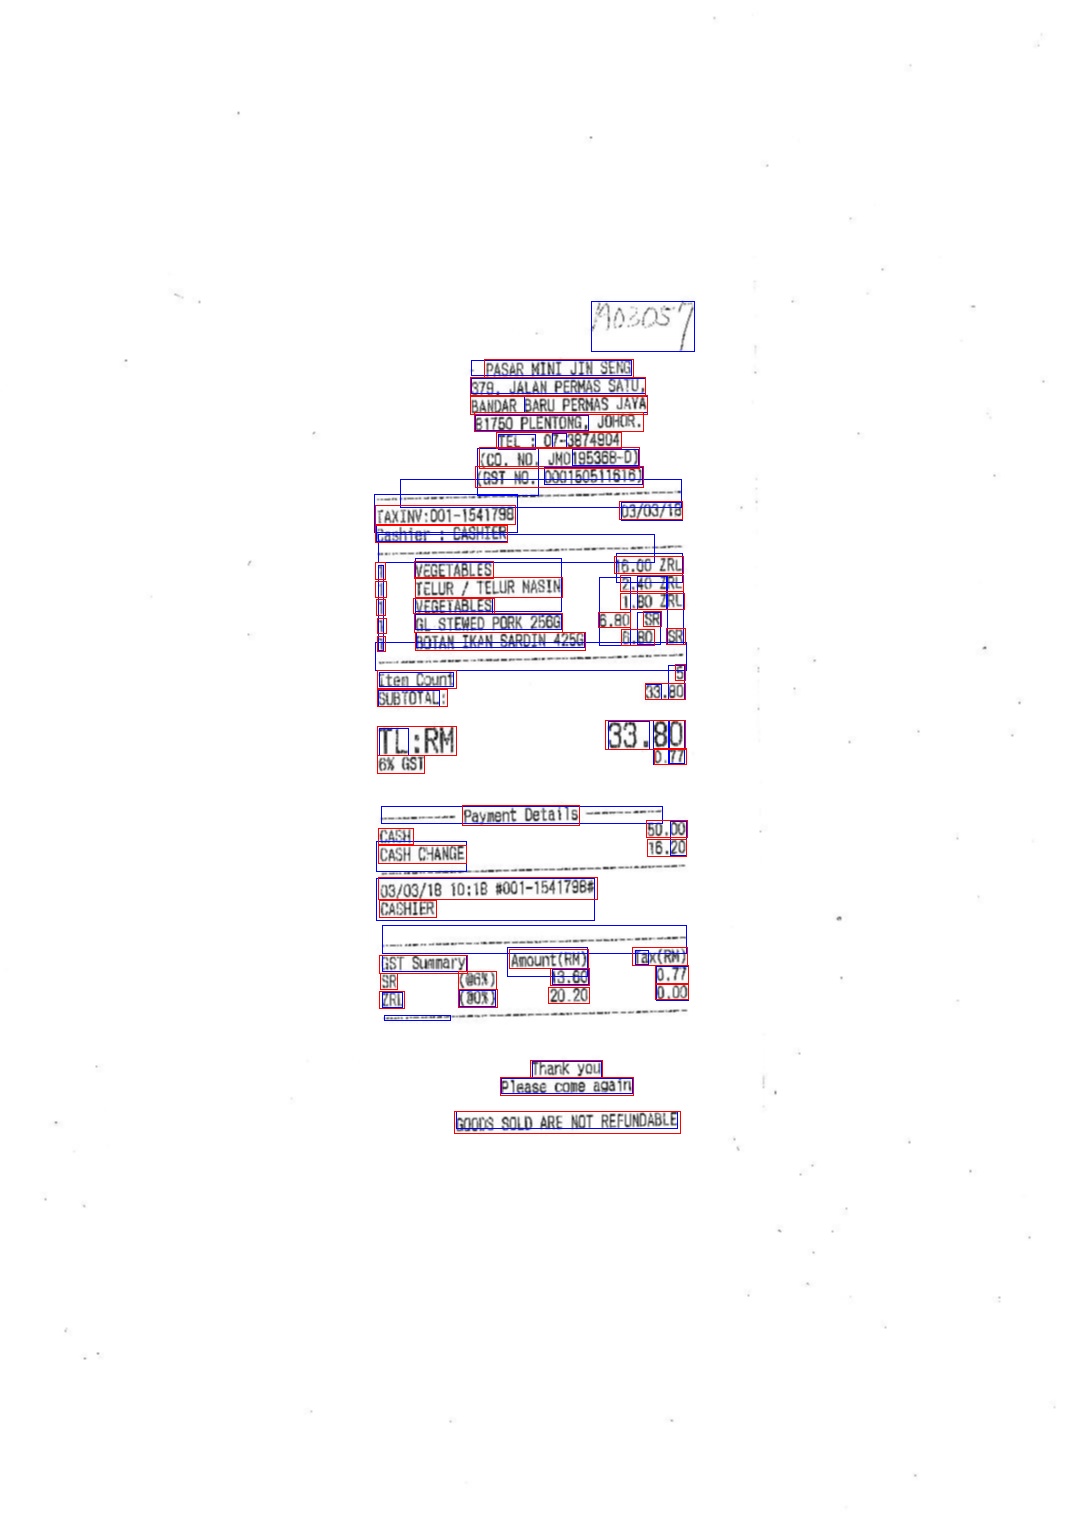 A03057
PASAR MINI JIN SENG
379, JALAN PERMAS SATU,
BANDAR BARU PERMAS JAYA
81750 PLENTONG, JOHOR.
TEL : 07-3874904
(CO. NO. JM0195368-D)
(GST NO. 000150511616)
TAXINV:001-1541798 03/03/18
Cashier : CASHIER
1 VEGETABLES 16.00 ZRL
1 TELUR / TELUR MASIN 2.40 ZRL
1 VEGETABLES 1.80 ZRL
1 GL STEWED PORK 256G 6.80 SR
1 BOTAN IKAN SARDIN 425G 6.80 SR
Item Count 5
SUBTOTAL: 33.80
TL:RM 33.80
6% GST 0.77
Payment Details
CASH 50.00
CASH CHANGE 16.20
03/03/18 10:18 #001-1541798#
CASHIER
GST Summary Amount(RM) Tax(RM)
SR (@6%) 13.60 0.77
ZRL (@0%) 20.20 0.00
Thank you
Please come again
GOODS SOLD ARE NOT REFUNDABLE